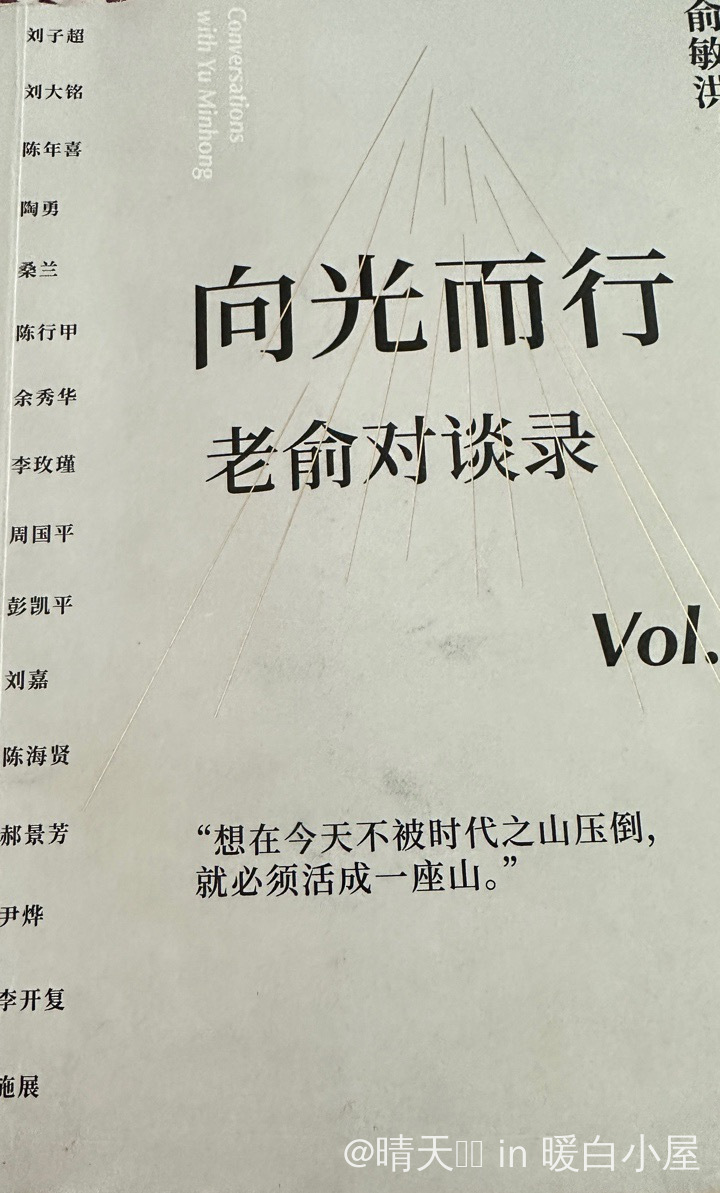 刘子超
刘大铭
陈年喜
陶勇
桑兰
陈行甲
余秀华
李玫瑾
周国平
彭凯平
刘嘉
陈海贤
郝景芳
尹烨
李开复
施展
Conversations
with Yu Minhong
俞敏洪
向光而行
老俞对谈录
Vol.
“想在今天不被时代之山压倒，
就必须活成一座山。”
@晴天 in 暖白小屋